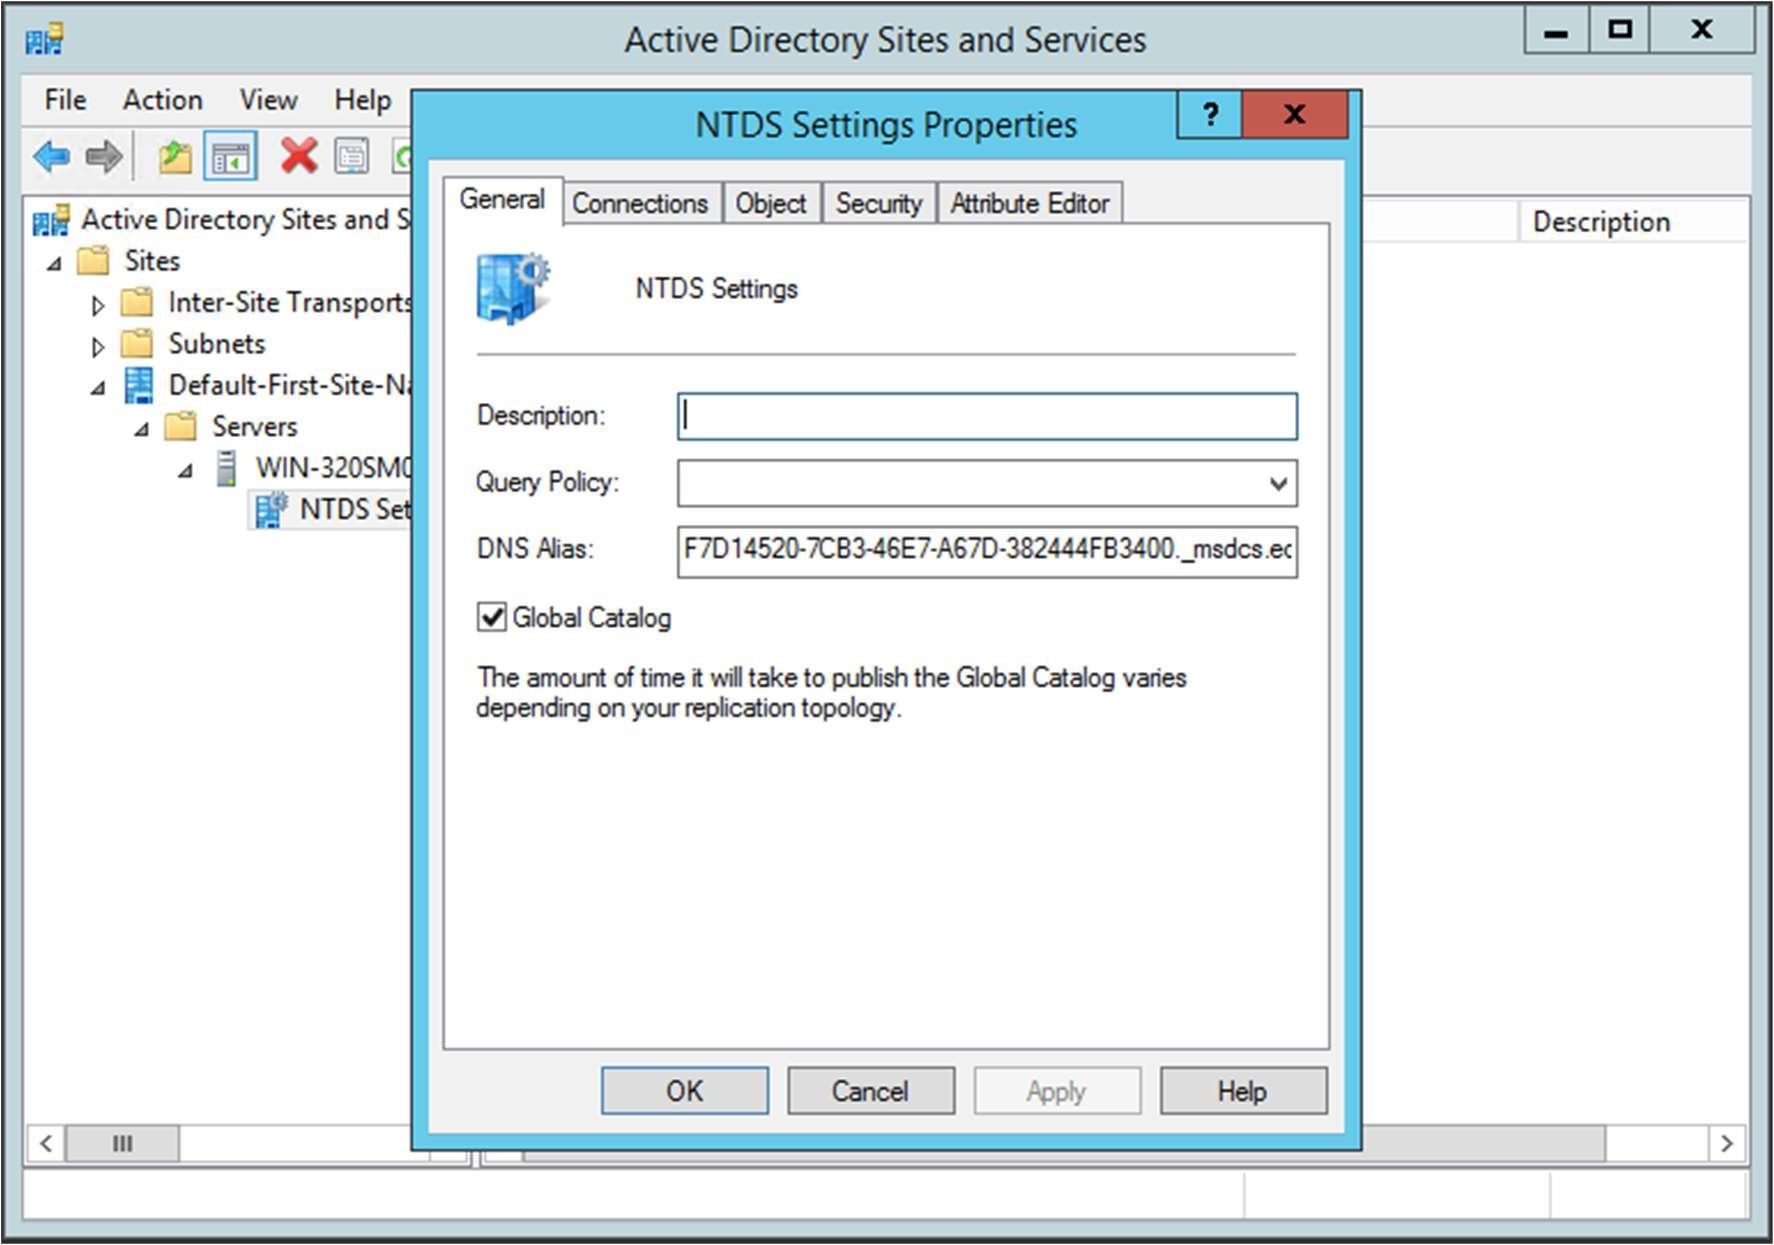 Active Directory Sites and Services
File Action View Help
NTDS Settings Properties
?
General Connections Object Security Attribute Editor
Active Directory Sites and S
Description
Sites
Inter-Site Transports
Subnets
Default-First-Site-Na
Servers
WIN-320SM0
NTDS Set
NTDS Settings
Description:
Query Policy:
DNS Alias: F7D14520-7CB3-46E7-A67D-382444FB3400._msdcs.ec
Global Catalog
The amount of time it will take to publish the Global Catalog varies
depending on your replication topology.
OK Cancel Apply Help